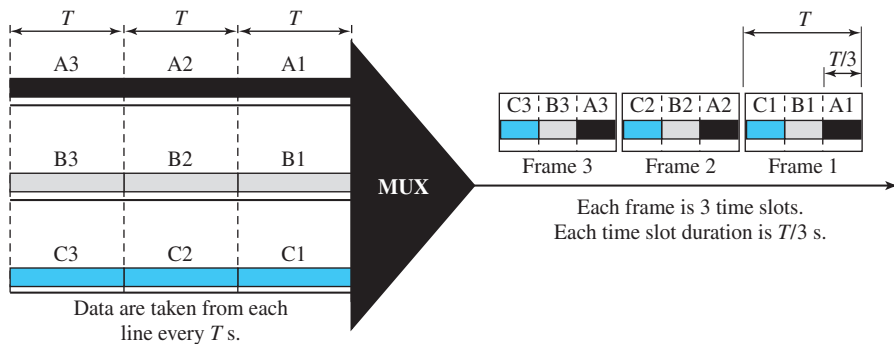 T T T
A3 A2 A1
B3 B2 B1
C3 C2 C1
Data are taken from each
line every T s.
MUX
T
T/3
C3 B3 A3 C2 B2 A2 C1 B1 A1
Frame 3 Frame 2 Frame 1
Each frame is 3 time slots.
Each time slot duration is T/3 s.